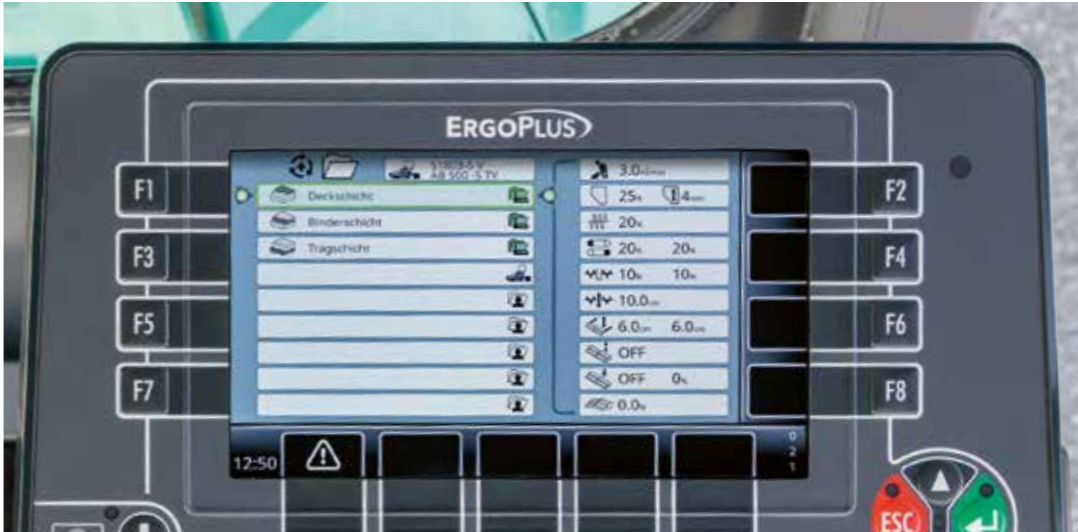 ERGOPLUS
F1
F2
F3
F4
F5
F6
F7
F8
AB 500
Deckschicht
Binderschicht
Tragschicht
3.0
25% 4
20%
20% 20%
10% 10%
10.0
6.0 6.0
OFF
OFF 0%
0.0%
12:50
0
2
1
ESC